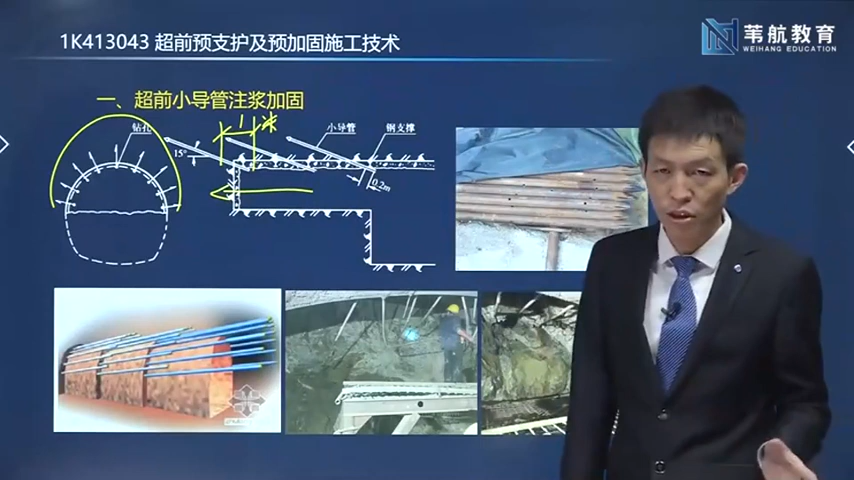 1K413043 超前预支护及预加固施工技术
苇航教育
WEIHANG EDUCATION
一、超前小导管注浆加固
钻孔
15°
1米
小导管
钢支撑
0.2m